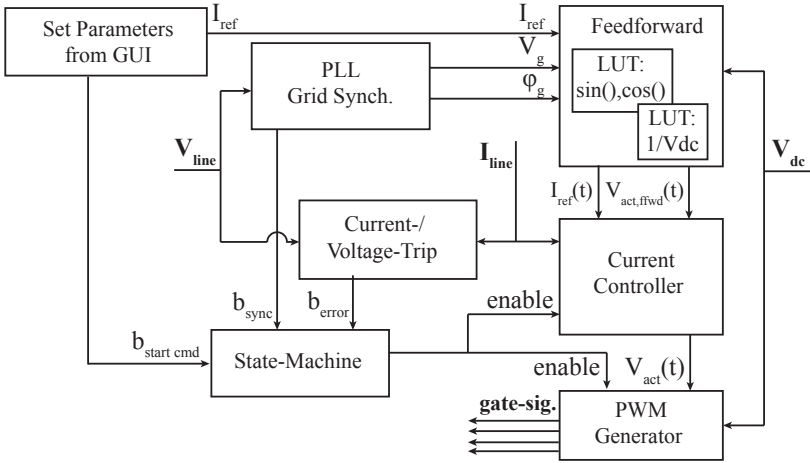 Set Parameters
from GUI
I_ref
I_ref
V_g
φ_g
PLL
Grid Synch.
Feedforward
LUT:
sin(),cos()
LUT:
1/Vdc
V_line
I_line
V_dc
I_ref(t)
V_act,ffwd(t)
Current-/
Voltage-Trip
Current
Controller
b_sync
b_error
enable
b_start cmd
State-Machine
enable
V_act(t)
gate-sig.
PWM
Generator